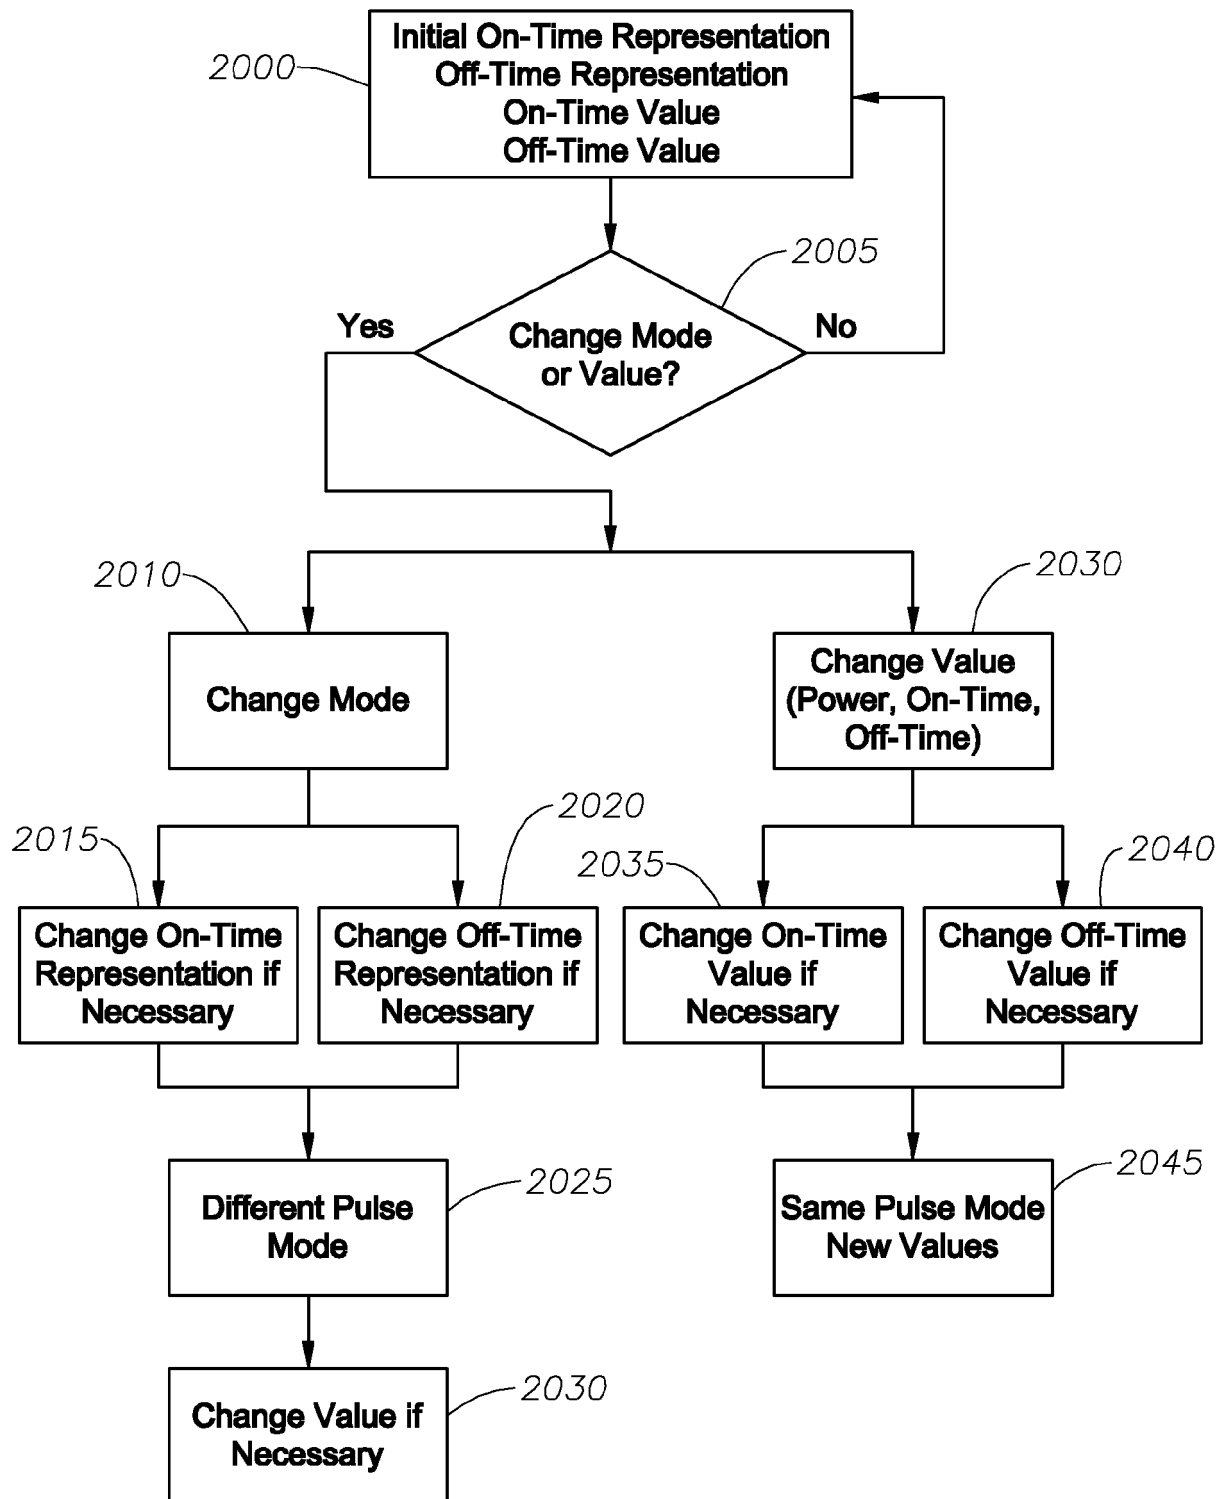 Initial On-Time Representation
Off-Time Representation
On-Time Value
Off-Time Value
2000
2005
Yes
Change Mode
or Value?
No
2010
Change Mode
2030
Change Value
(Power, On-Time,
Off-Time)
2015
Change On-Time
Representation if
Necessary
2020
Change Off-Time
Representation if
Necessary
2035
Change On-Time
Value if
Necessary
2040
Change Off-Time
Value if
Necessary
2025
Different Pulse
Mode
2045
Same Pulse Mode
New Values
2030
Change Value if
Necessary